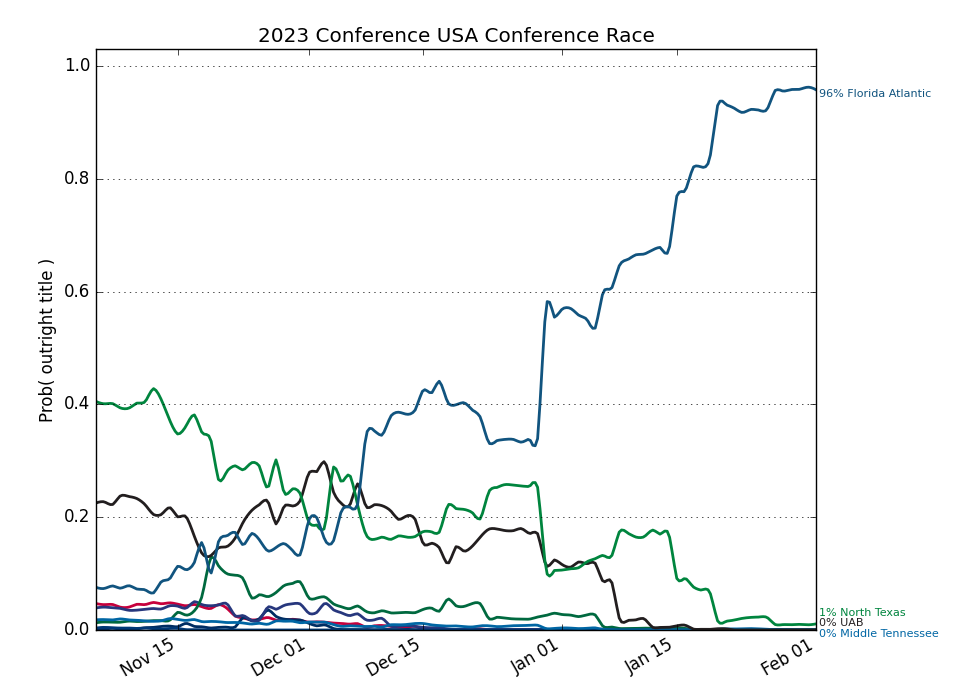 2023 Conference USA Conference Race
Prob( outright title )
1.0
0.8
0.6
0.4
0.2
0.0
96% Florida Atlantic
1% North Texas
0% UAB
0% Middle Tennessee
Nov 15
Dec 01
Dec 15
Jan 01
Jan 15
Feb 01